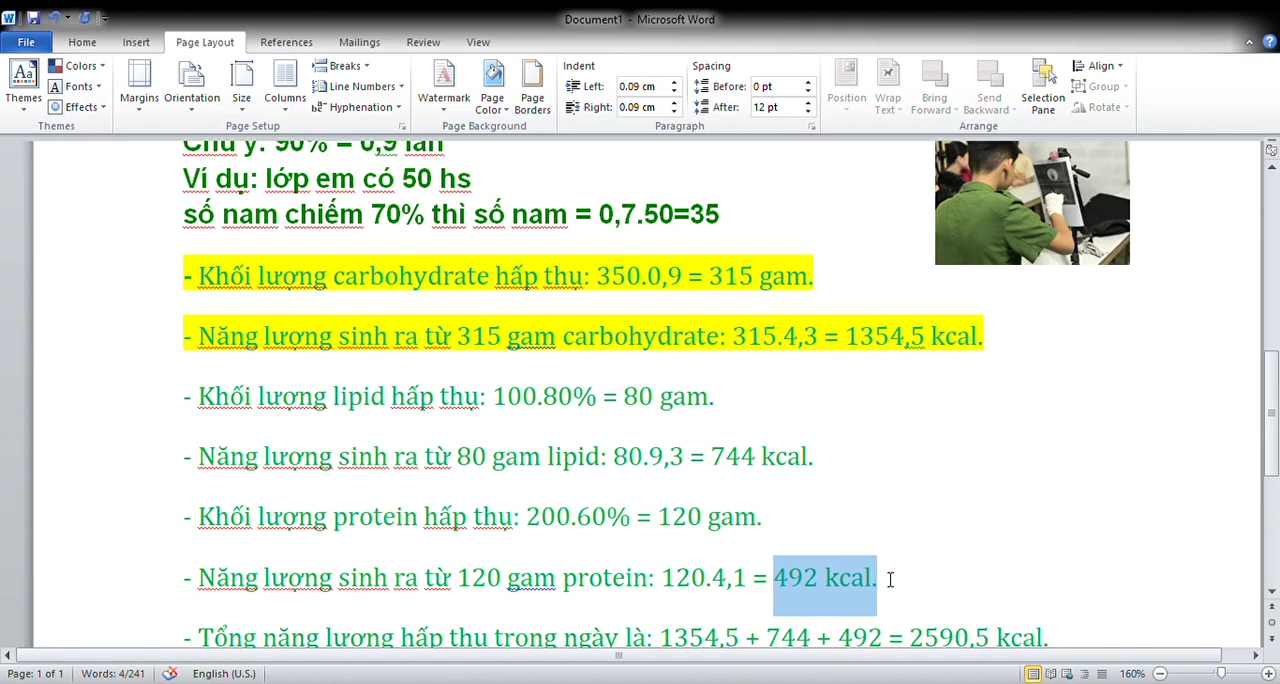 Document1 - Microsoft Word
File Home Insert Page Layout References Mailings Review View
Themes
Colors
Fonts
Effects
Themes
Margins
Orientation
Size
Columns
Breaks
Line Numbers
Hyphenation
Page Setup
Watermark
Page Color
Page Borders
Page Background
Indent
Left: 0.09 cm
Right: 0.09 cm
Spacing
Before: 0 pt
After: 12 pt
Paragraph
Position
Wrap Text
Bring Forward
Send Backward
Selection Pane
Align
Group
Rotate
Arrange
Chú ý: 90% = 0,9 lần
Ví dụ: lớp em có 50 hs
số nam chiếm 70% thì số nam = 0,7.50=35
- Khối lượng carbohydrate hấp thụ: 350.0,9 = 315 gam.
- Năng lượng sinh ra từ 315 gam carbohydrate: 315.4,3 = 1354,5 kcal.
- Khối lượng lipid hấp thụ: 100.80% = 80 gam.
- Năng lượng sinh ra từ 80 gam lipid: 80.9,3 = 744 kcal.
- Khối lượng protein hấp thụ: 200.60% = 120 gam.
- Năng lượng sinh ra từ 120 gam protein: 120.4,1 = 492 kcal.
- Tổng năng lượng hấp thụ trong ngày là: 1354,5 + 744 + 492 = 2590,5 kcal.
Page: 1 of 1 Words: 4/241 English (U.S.) 160%